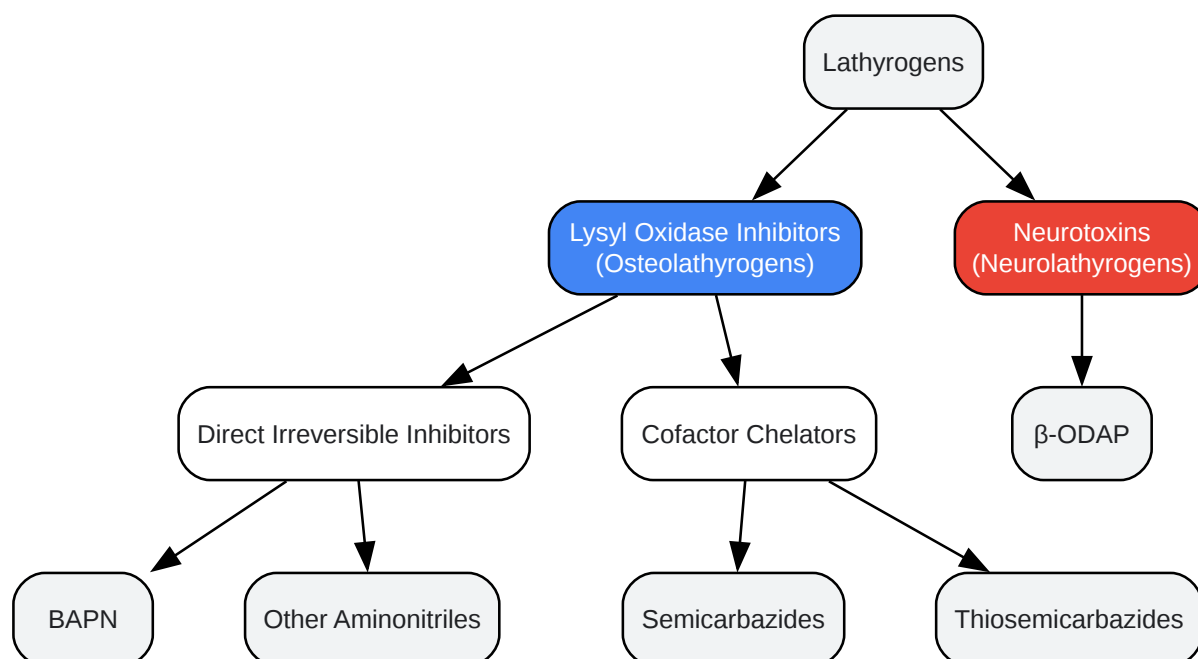 Lathyrogens
Lysyl Oxidase Inhibitors
(Osteolathyrogens)
Neurotoxins
(Neurolathyrogens)
Direct Irreversible Inhibitors
Cofactor Chelators
β-ODAP
BAPN
Other Aminonitriles
Semicarbazides
Thiosemicarbazides